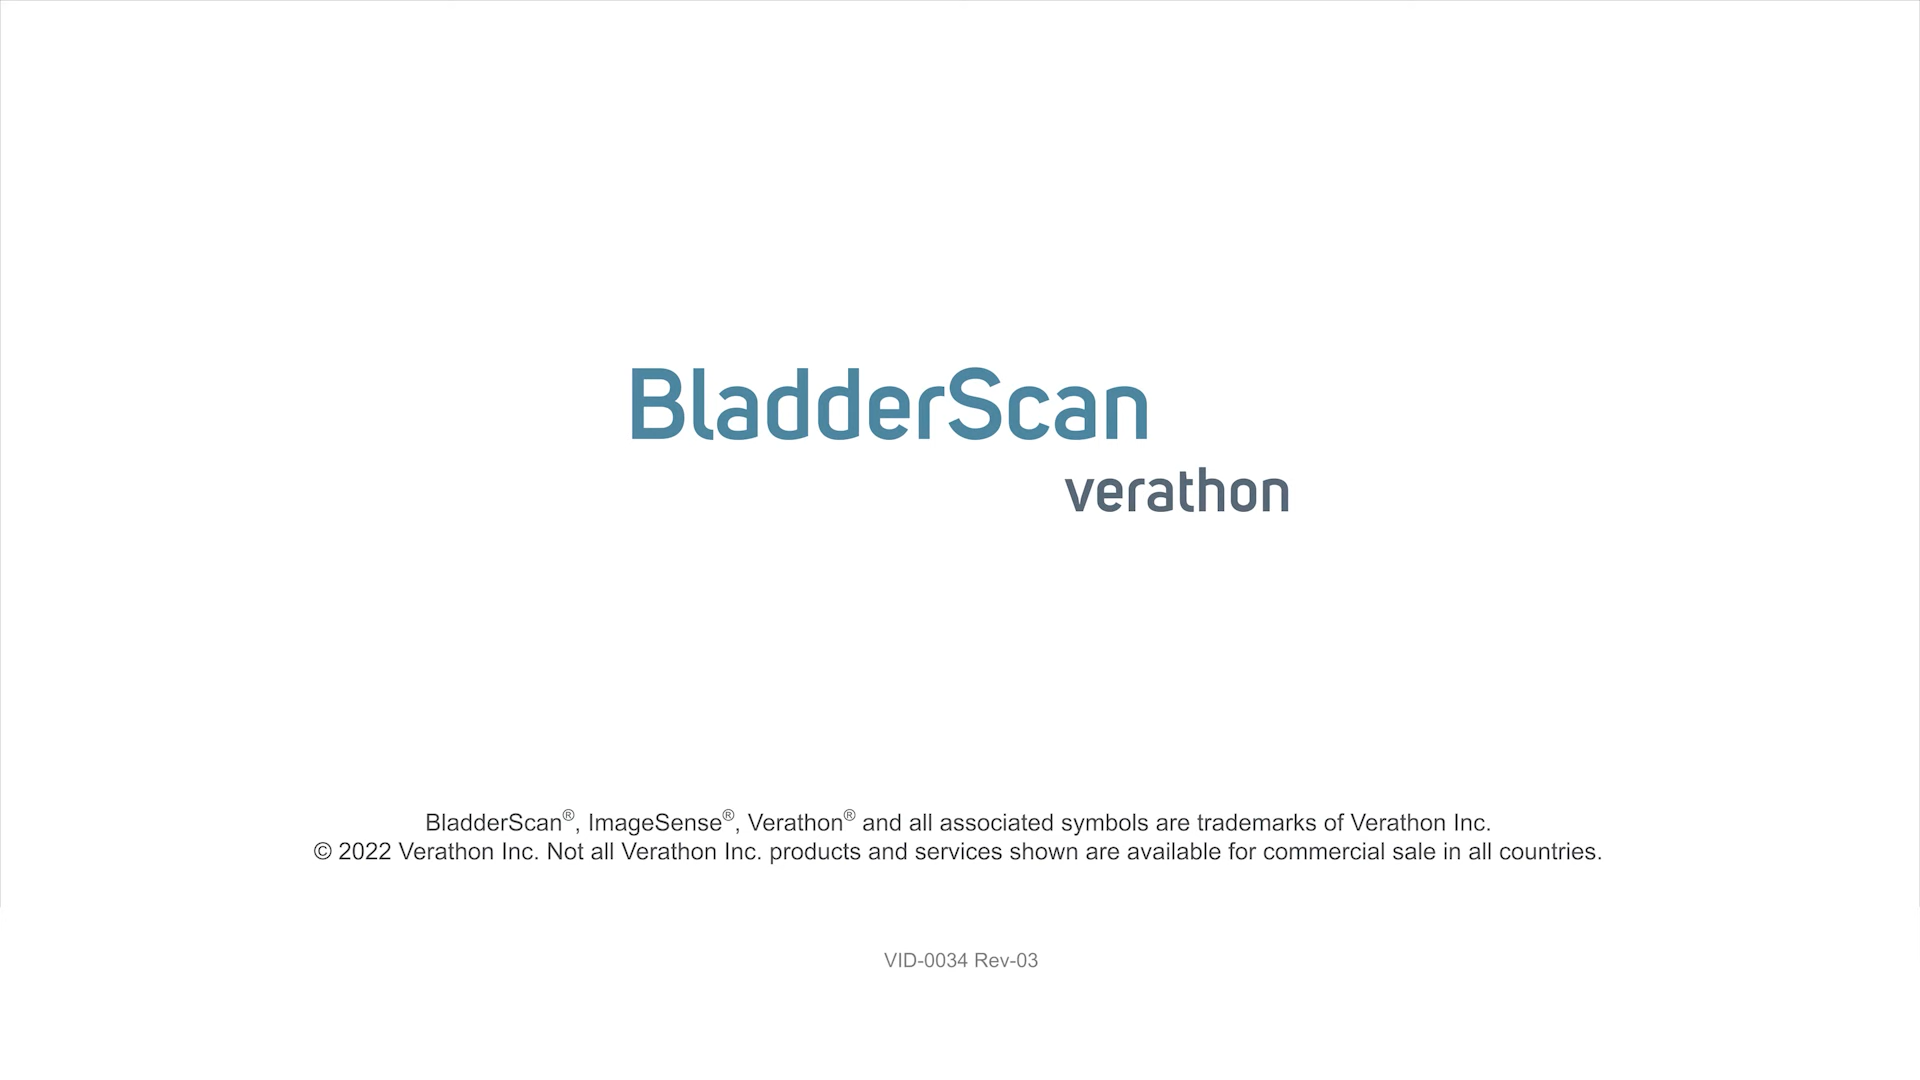 BladderScan
verathon
BladderScan®, ImageSense®, Verathon® and all associated symbols are trademarks of Verathon Inc.
© 2022 Verathon Inc. Not all Verathon Inc. products and services shown are available for commercial sale in all countries.
VID-0034 Rev-03